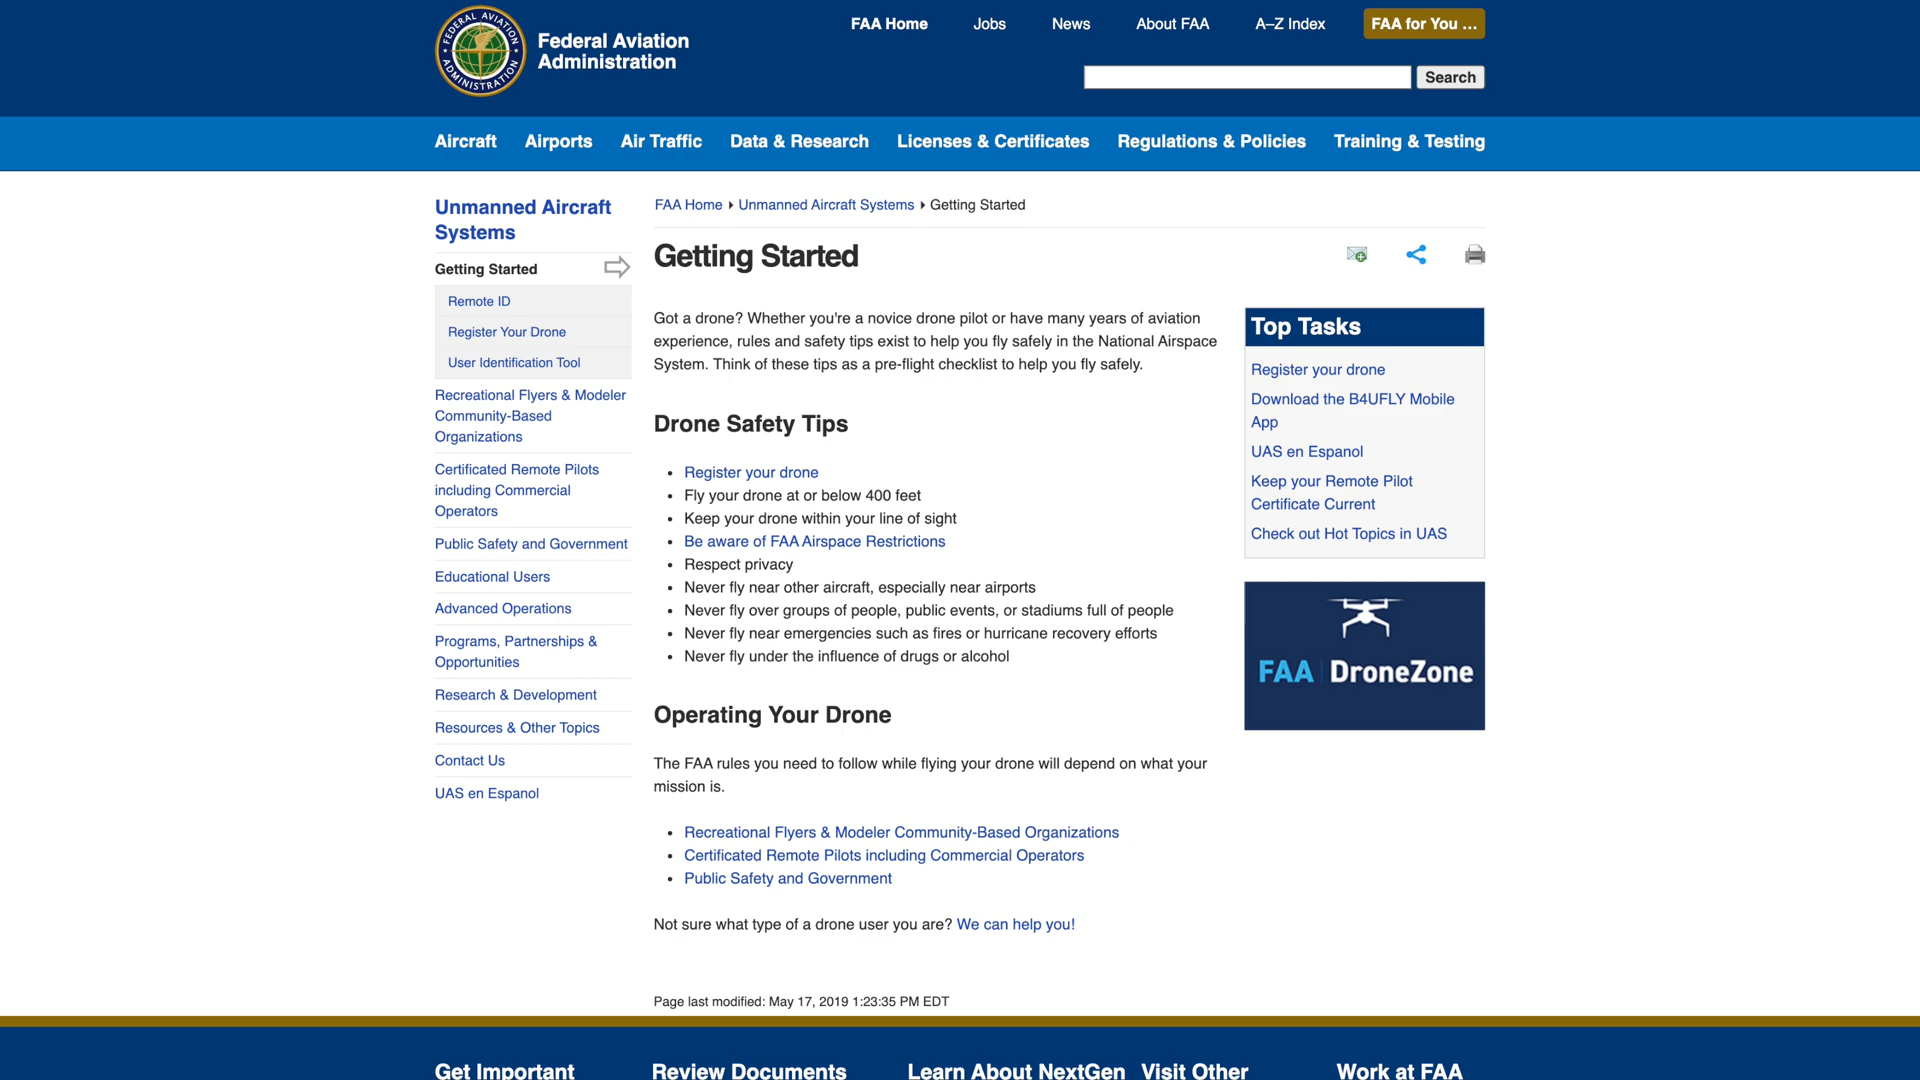 FEDERAL AVIATION
ADMINISTRATION
Federal Aviation
Administration
FAA Home
Jobs
News
About FAA
A–Z Index
FAA for You ...
Search
Aircraft
Airports
Air Traffic
Data & Research
Licenses & Certificates
Regulations & Policies
Training & Testing
Unmanned Aircraft
Systems
Getting Started
Remote ID
Register Your Drone
User Identification Tool
Recreational Flyers & Modeler
Community-Based
Organizations
Certificated Remote Pilots
including Commercial
Operators
Public Safety and Government
Educational Users
Advanced Operations
Programs, Partnerships &
Opportunities
Research & Development
Resources & Other Topics
Contact Us
UAS en Espanol
FAA Home ▸ Unmanned Aircraft Systems ▸ Getting Started
Getting Started
Got a drone? Whether you're a novice drone pilot or have many years of aviation
experience, rules and safety tips exist to help you fly safely in the National Airspace
System. Think of these tips as a pre-flight checklist to help you fly safely.
Drone Safety Tips
• Register your drone
• Fly your drone at or below 400 feet
• Keep your drone within your line of sight
• Be aware of FAA Airspace Restrictions
• Respect privacy
• Never fly near other aircraft, especially near airports
• Never fly over groups of people, public events, or stadiums full of people
• Never fly near emergencies such as fires or hurricane recovery efforts
• Never fly under the influence of drugs or alcohol
Operating Your Drone
The FAA rules you need to follow while flying your drone will depend on what your
mission is.
• Recreational Flyers & Modeler Community-Based Organizations
• Certificated Remote Pilots including Commercial Operators
• Public Safety and Government
Not sure what type of a drone user you are? We can help you!
Page last modified: May 17, 2019 1:23:35 PM EDT
Top Tasks
Register your drone
Download the B4UFLY Mobile
App
UAS en Espanol
Keep your Remote Pilot
Certificate Current
Check out Hot Topics in UAS
FAA DroneZone
Get Important
Review Documents
Learn About NextGen
Visit Other
Work at FAA